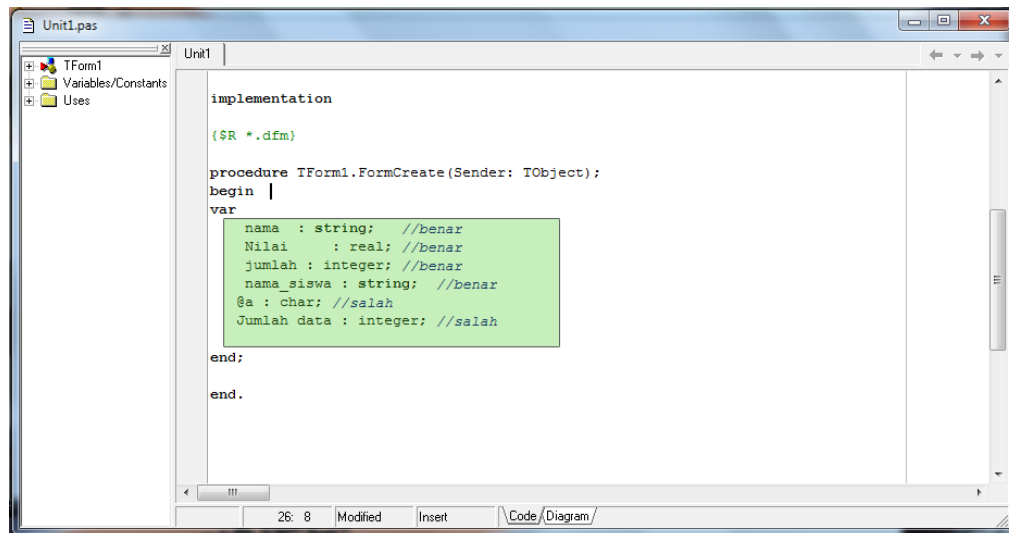 Unit1.pas
TForm1
Variables/Constants
Uses
Unit1
implementation
{$R *.dfm}
procedure TForm1.FormCreate(Sender: TObject);
begin
var
nama : string; //benar
Nilai : real; //benar
jumlah : integer; //benar
nama_siswa : string; //benar
@a : char; //salah
Jumlah data : integer; //salah
end;
end.
26: 8 Modified Insert Code Diagram